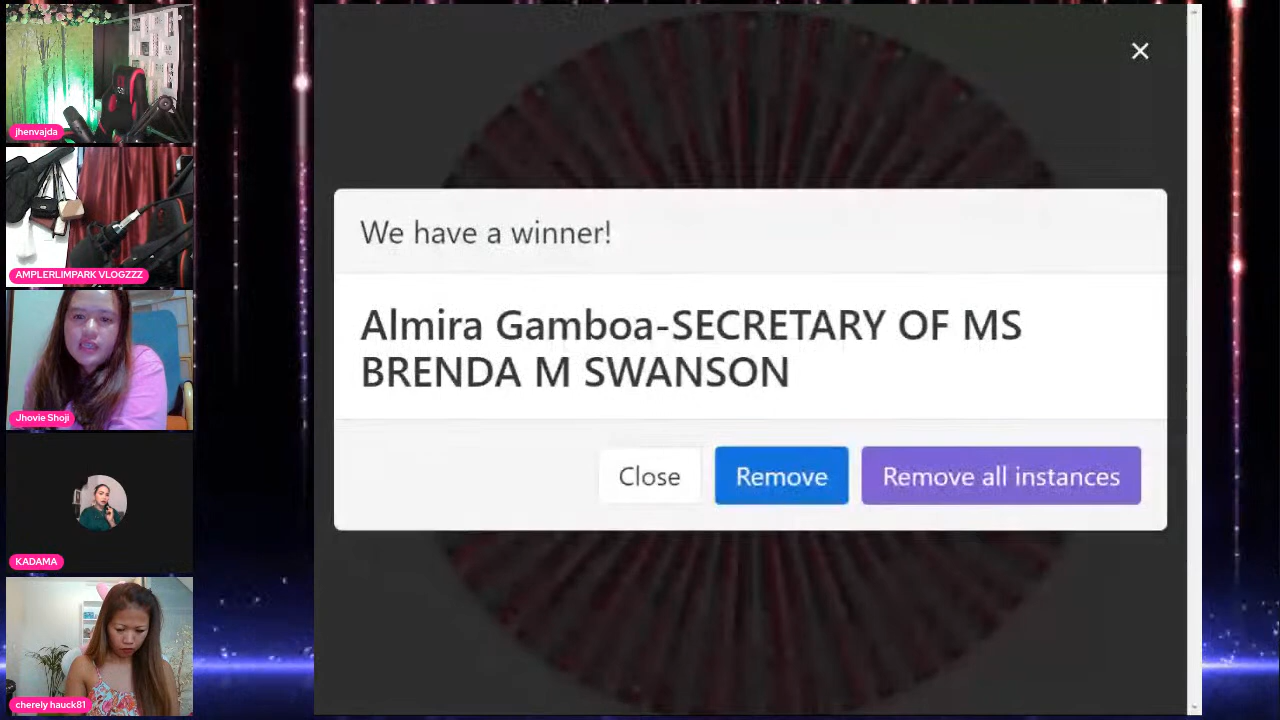 jhenvajda
AMPLERLIMPARK VLOGZZZ
Jhovie Shoji
KADAMA
cherely hauck81
We have a winner!
Almira Gamboa-SECRETARY OF MS
BRENDA M SWANSON
Close
Remove
Remove all instances